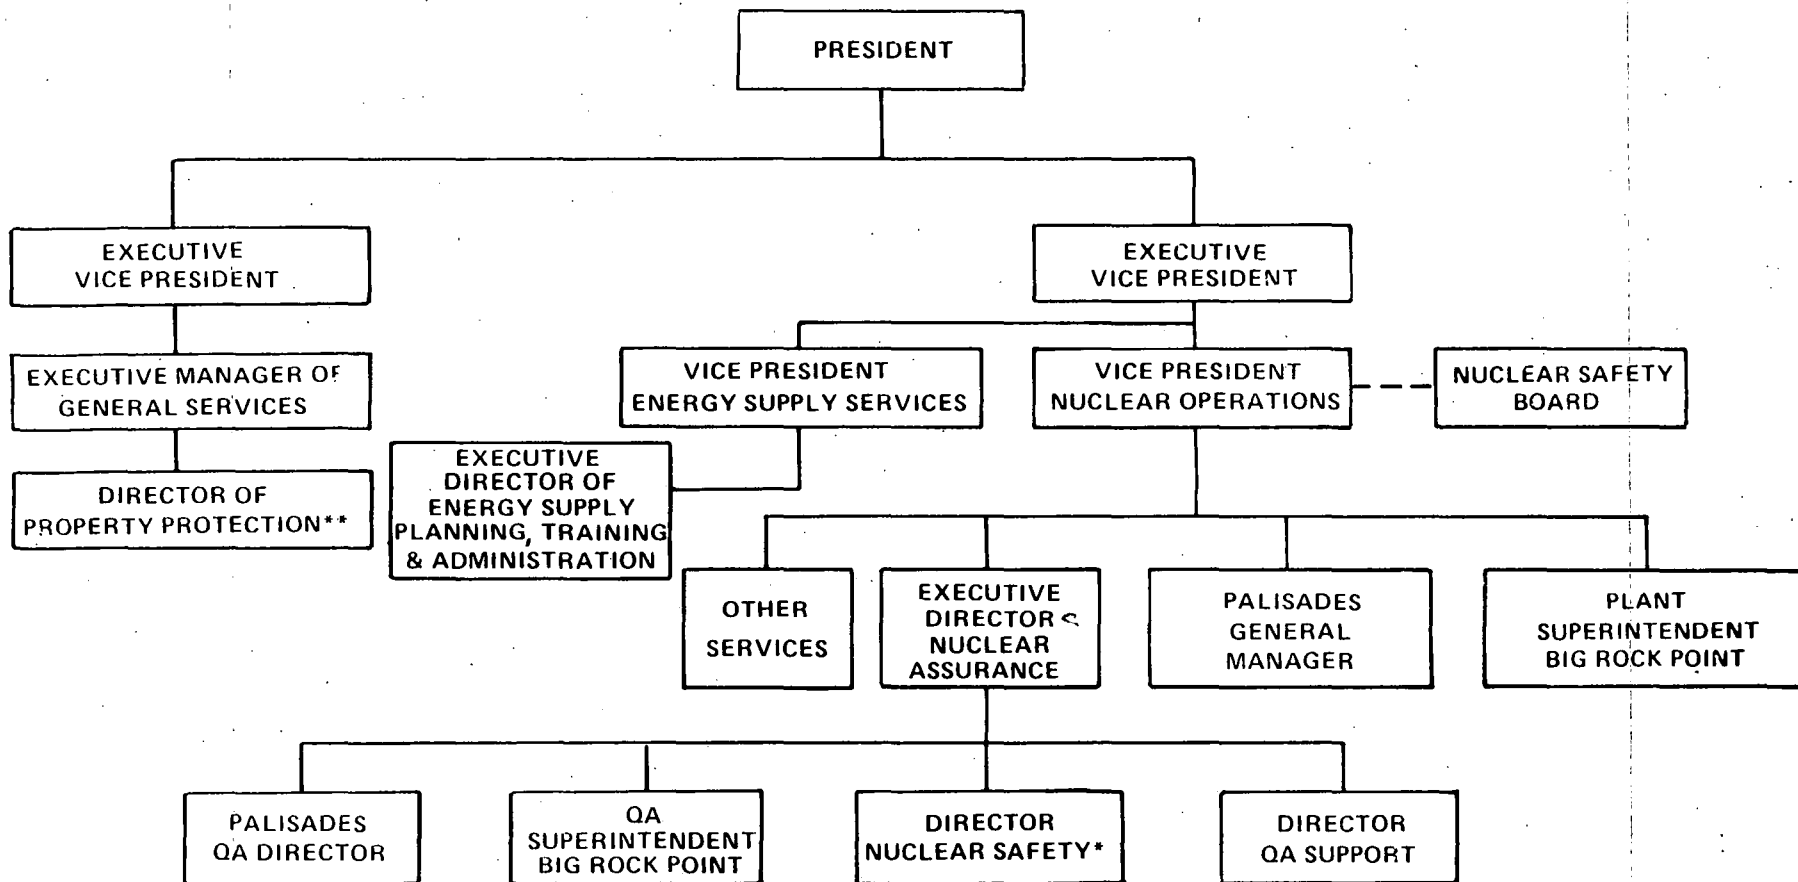 PRESIDENT
EXECUTIVE
VICE PRESIDENT
EXECUTIVE
VICE PRESIDENT
EXECUTIVE MANAGER OF
GENERAL SERVICES
VICE PRESIDENT
ENERGY SUPPLY SERVICES
VICE PRESIDENT
NUCLEAR OPERATIONS
NUCLEAR SAFETY
BOARD
DIRECTOR OF
PROPERTY PROTECTION**
EXECUTIVE
DIRECTOR OF
ENERGY SUPPLY
PLANNING, TRAINING
& ADMINISTRATION
OTHER
SERVICES
EXECUTIVE
DIRECTOR
NUCLEAR
ASSURANCE
PALISADES
GENERAL
MANAGER
PLANT
SUPERINTENDENT
BIG ROCK POINT
PALISADES
QA DIRECTOR
QA
SUPERINTENDENT
BIG ROCK POINT
DIRECTOR
NUCLEAR SAFETY*
DIRECTOR
QA SUPPORT